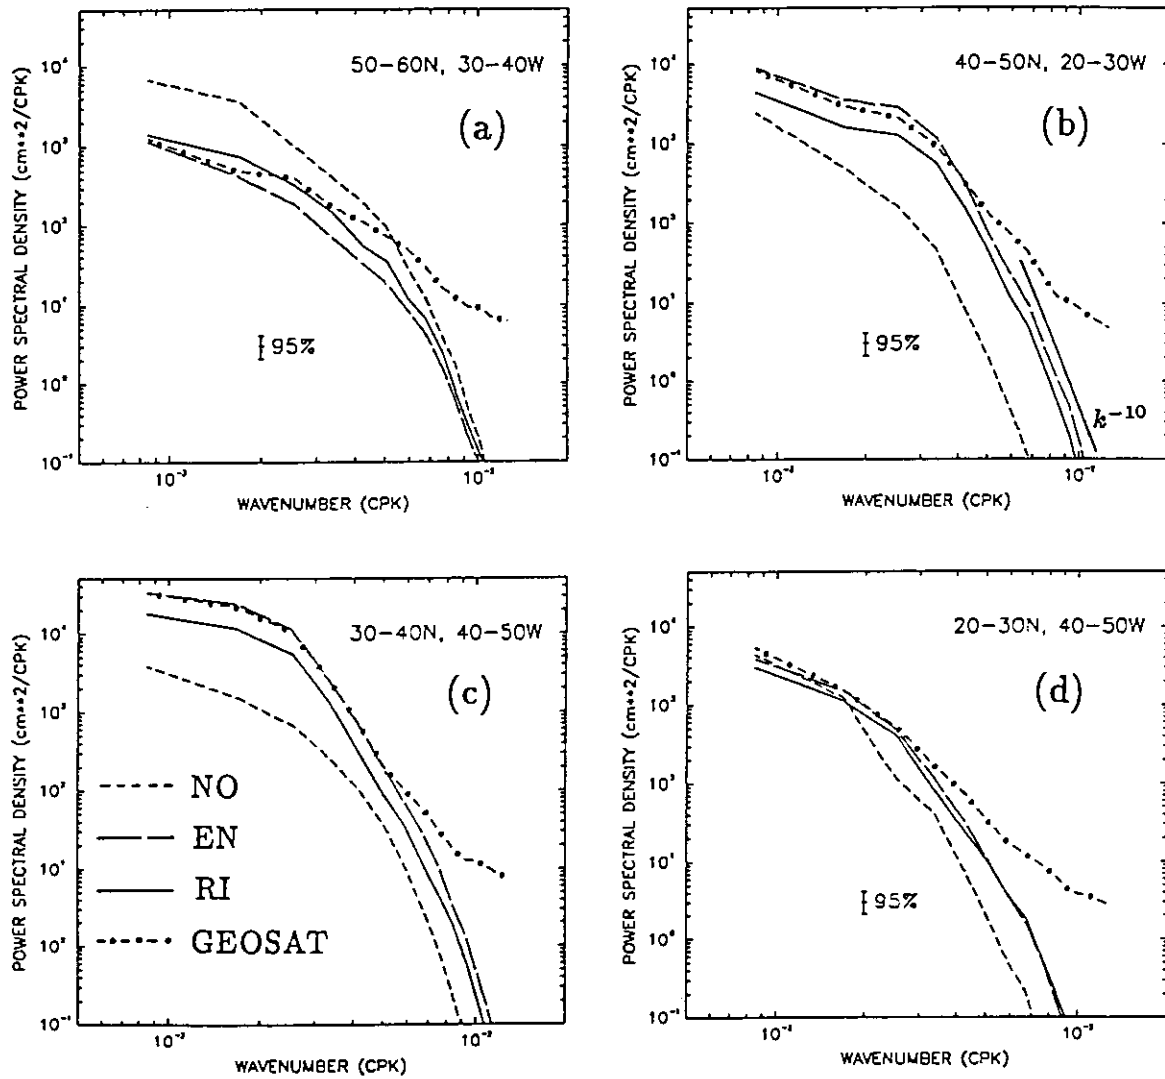 POWER SPECTRAL DENSITY (cm**2/CPK)
50-60N, 30-40W
(a)
95%
WAVENUMBER (CPK)
POWER SPECTRAL DENSITY (cm**2/CPK)
40-50N, 20-30W
(b)
95%
k⁻¹⁰
WAVENUMBER (CPK)
POWER SPECTRAL DENSITY (cm**2/CPK)
30-40N, 40-50W
(c)
NO
EN
RI
GEOSAT
WAVENUMBER (CPK)
POWER SPECTRAL DENSITY (cm**2/CPK)
20-30N, 40-50W
(d)
95%
WAVENUMBER (CPK)